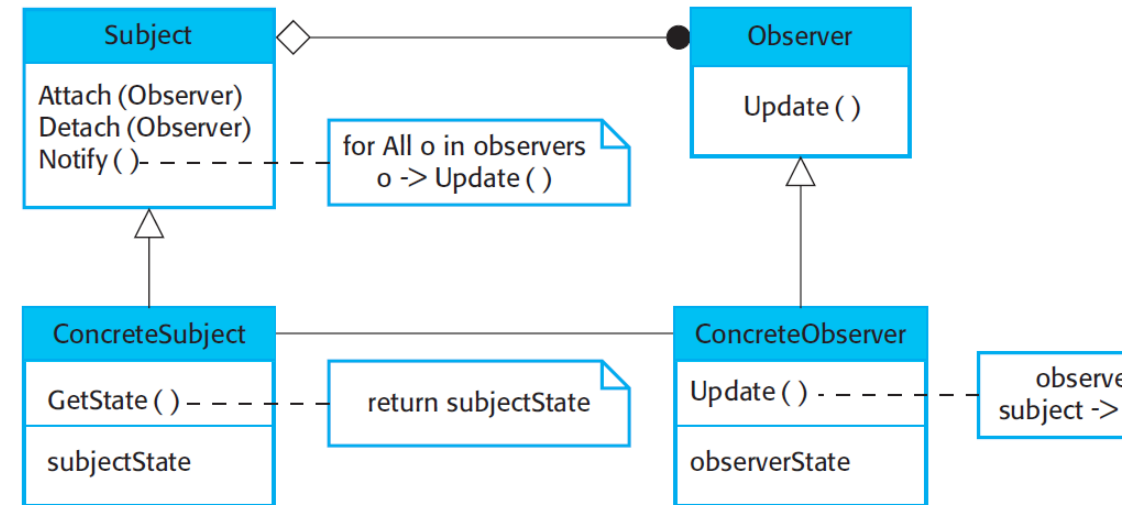 Subject
Observer
Attach (Observer)
Detach (Observer)
Notify ( )
for All o in observers
o -> Update ( )
Update ( )
ConcreteSubject
ConcreteObserver
GetState ( )
return subjectState
Update ( )
subject ->
subjectState
observerState